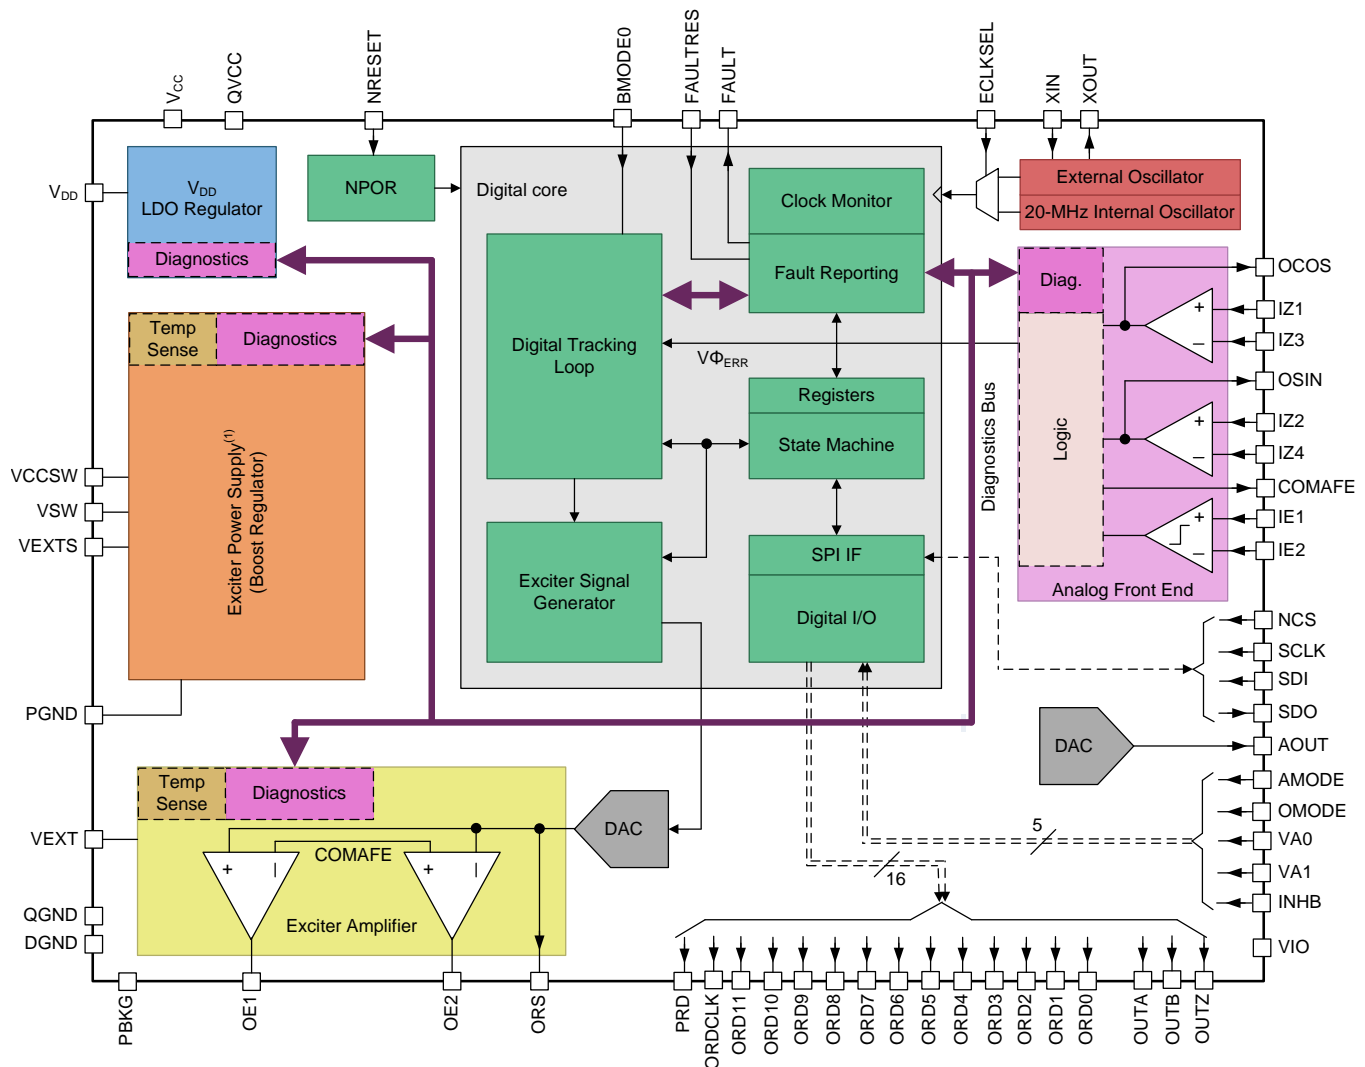 VCC
QVCC
NRESET
BMODE0
FAULTRES
FAULT
ECLKSEL
XIN
XOUT
VDD
VDD
LDO Regulator
Diagnostics
NPOR
Digital core
Clock Monitor
Fault Reporting
External Oscillator
20-MHz Internal Oscillator
Temp
Sense
Diagnostics
Exciter Power Supply(1)
(Boost Regulator)
VCCSW
VSW
VEXTS
PGND
Digital Tracking
Loop
VΦERR
Registers
State Machine
Exciter Signal
Generator
SPI IF
Digital I/O
Diagnostics Bus
Diag.
Logic
+
−
+
−
+
−
Analog Front End
OCOS
IZ1
IZ3
OSIN
IZ2
IZ4
COMAFE
IE1
IE2
NCS
SCLK
SDI
SDO
DAC
AOUT
AMODE
OMODE
VA0
VA1
INHB
VIO
5
16
Temp
Sense
Diagnostics
DAC
VEXT
COMAFE
+
−
+
−
Exciter Amplifier
QGND
DGND
PBKG
OE1
OE2
ORS
PRD
ORDCLK
ORD11
ORD10
ORD9
ORD8
ORD7
ORD6
ORD5
ORD4
ORD3
ORD2
ORD1
ORD0
OUTA
OUTB
OUTZ